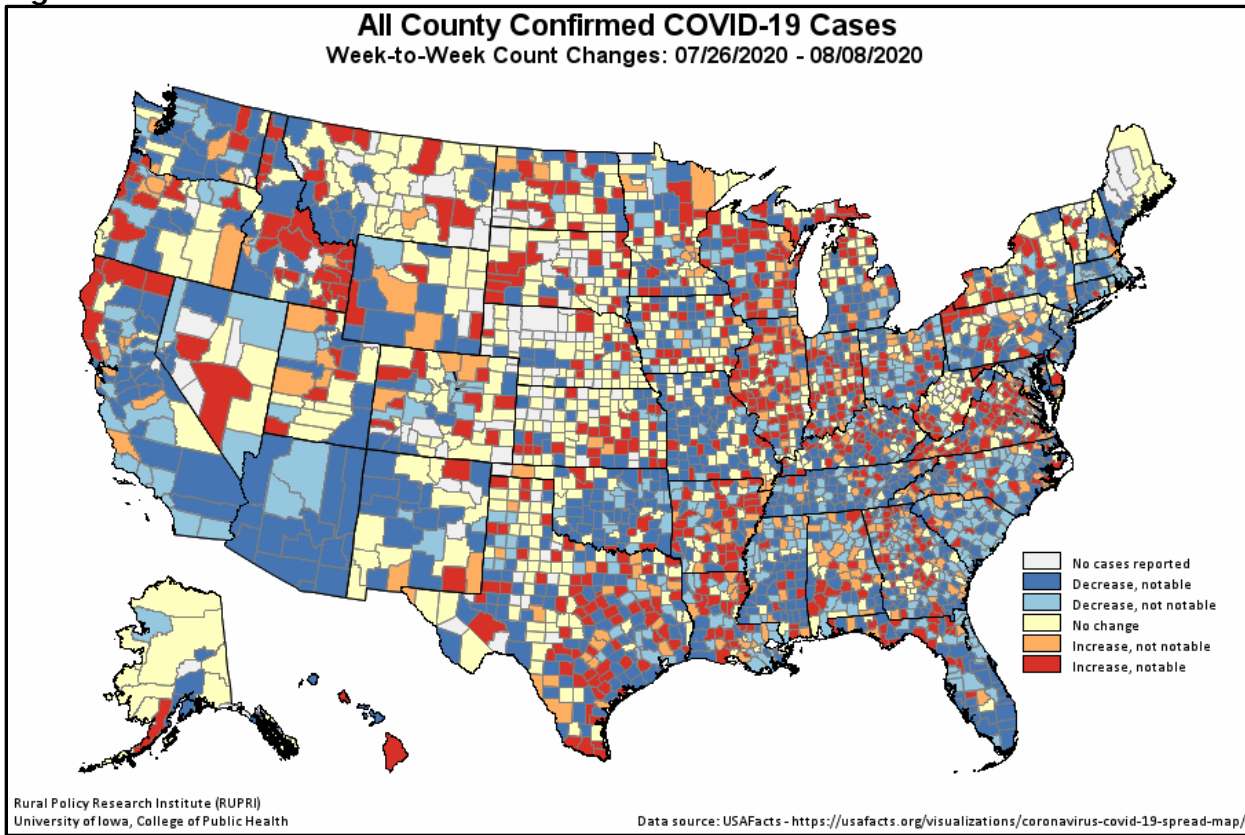 All County Confirmed COVID-19 Cases
Week-to-Week Count Changes: 07/26/2020 - 08/08/2020
No cases reported
Decrease, notable
Decrease, not notable
No change
Increase, not notable
Increase, notable
Rural Policy Research Institute (RUPRI)
University of Iowa, College of Public Health
Data source: USAFacts - https://usafacts.org/visualizations/coronavirus-covid-19-spread-map/